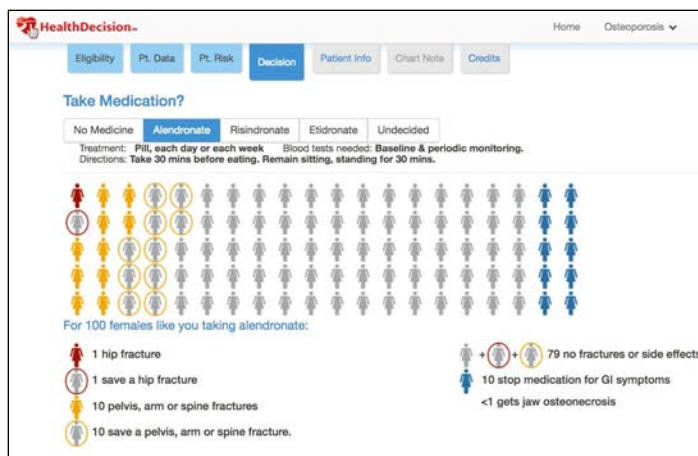 HealthDecision™
Home Osteoporosis
Eligibility Pt. Data Pt. Risk Decision Patient Info Chart Note Credits
Take Medication?
No Medicine Alendronate Risindronate Etidronate Undecided
Treatment: Pill, each day or each week Blood tests needed: Baseline & periodic monitoring.
Directions: Take 30 mins before eating. Remain sitting, standing for 30 mins.
For 100 females like you taking alendronate:
1 hip fracture
1 save a hip fracture
10 pelvis, arm or spine fractures
10 save a pelvis, arm or spine fracture.
+ + 79 no fractures or side effects
10 stop medication for GI symptoms
<1 gets jaw osteonecrosis